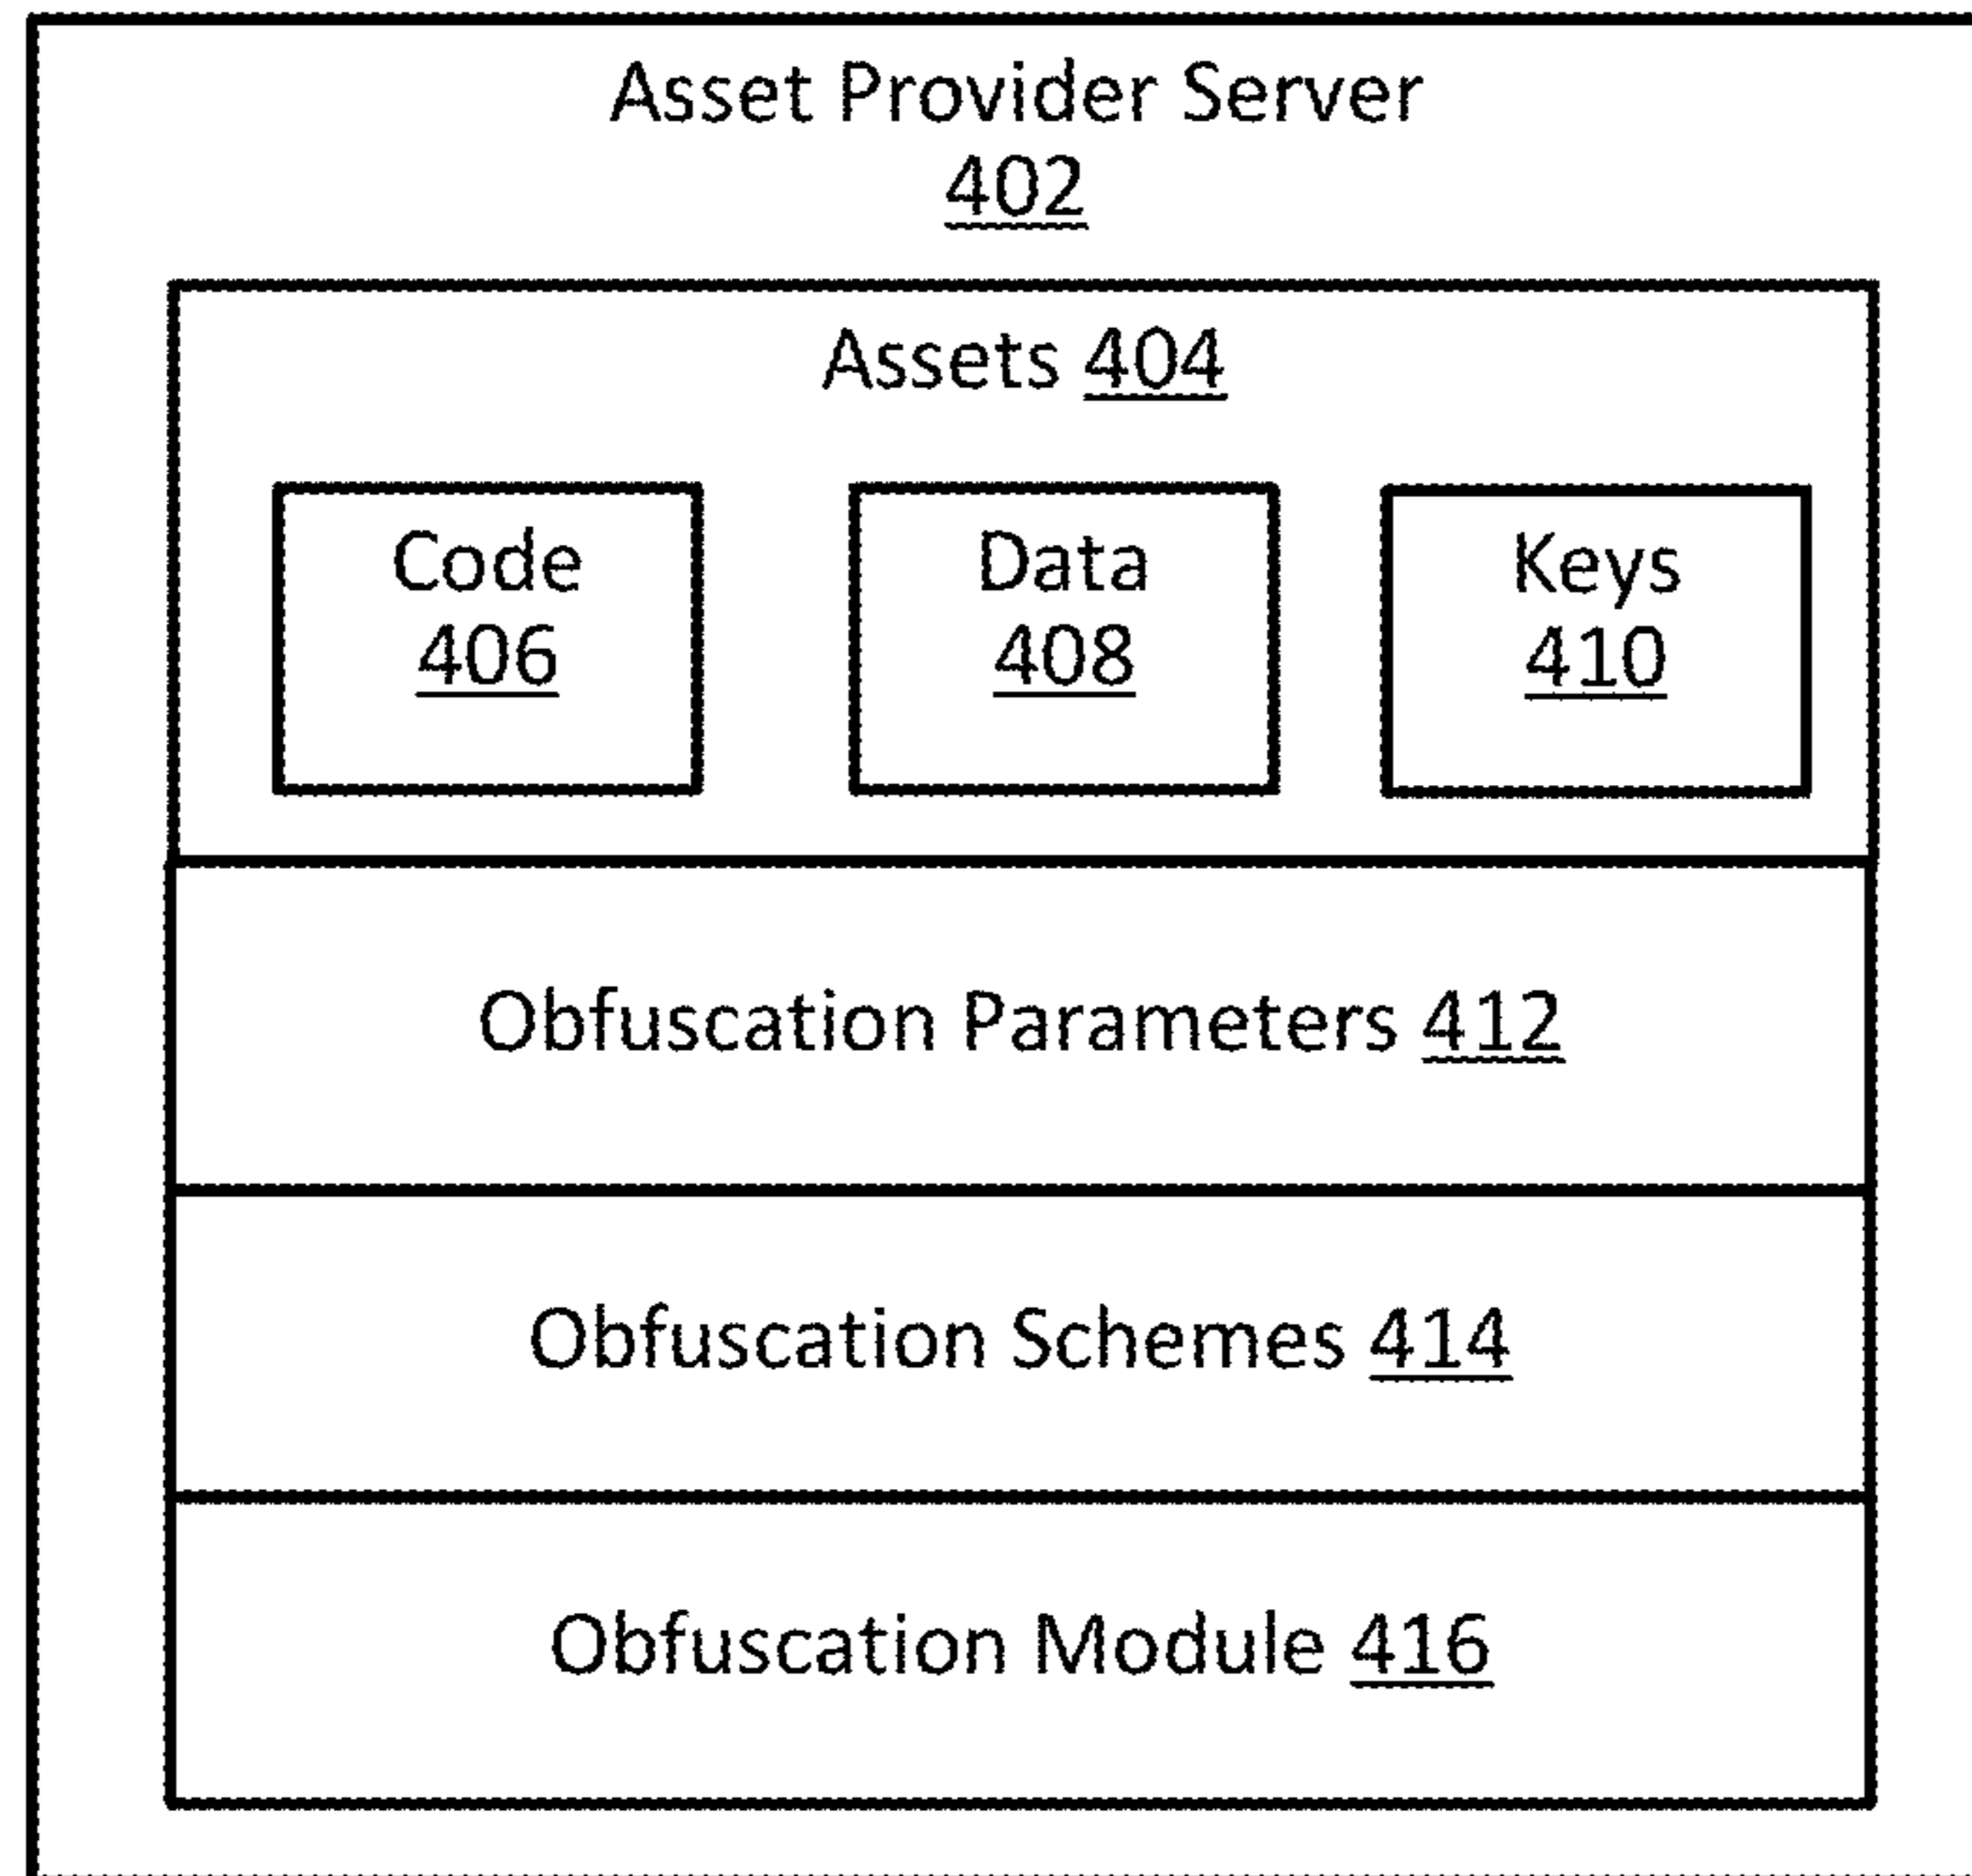 Asset Provider Server
402
Assets 404
Code
406
Data
408
Keys
410
Obfuscation Parameters 412
Obfuscation Schemes 414
Obfuscation Module 416